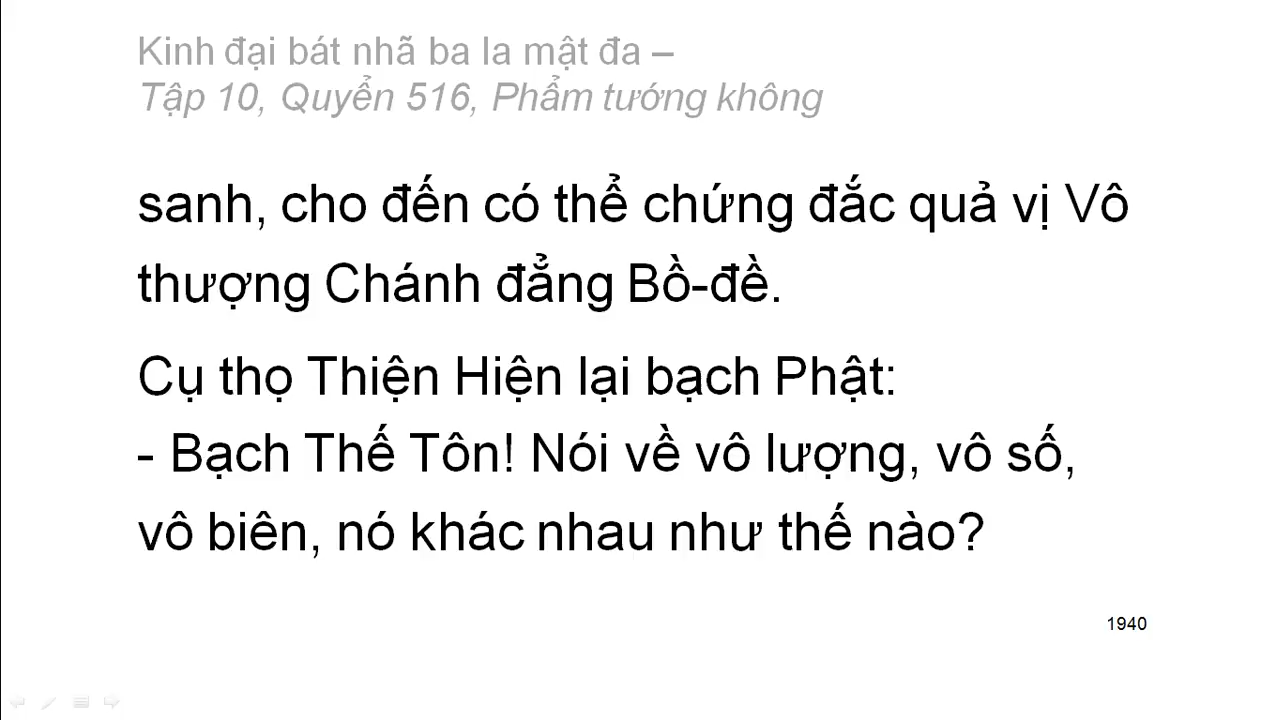 Kinh đại bát nhã ba la mật đa –
Tập 10, Quyển 516, Phẩm tướng không
sanh, cho đến có thể chứng đắc quả vị Vô
thượng Chánh đẳng Bồ-đề.
Cụ thọ Thiện Hiện lại bạch Phật:
- Bạch Thế Tôn! Nói về vô lượng, vô số,
vô biên, nó khác nhau như thế nào?
1940